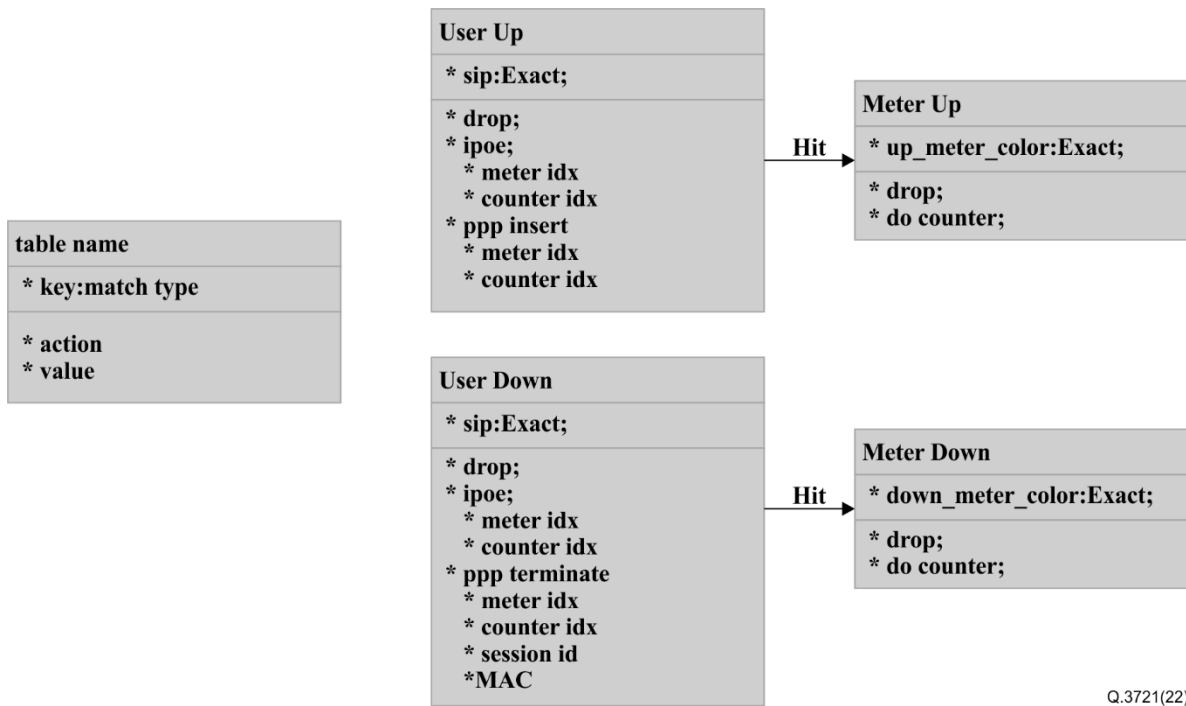 table name
* key:match type
* action
* value
User Up
* sip:Exact;
* drop;
* ipoe;
* meter idx
* counter idx
* ppp insert
* meter idx
* counter idx
Hit
Meter Up
* up_meter_color:Exact;
* drop;
* do counter;
User Down
* sip:Exact;
* drop;
* ipoe;
* meter idx
* counter idx
* ppp terminate
* meter idx
* counter idx
* session id
*MAC
Hit
Meter Down
* down_meter_color:Exact;
* drop;
* do counter;
Q.3721(22)